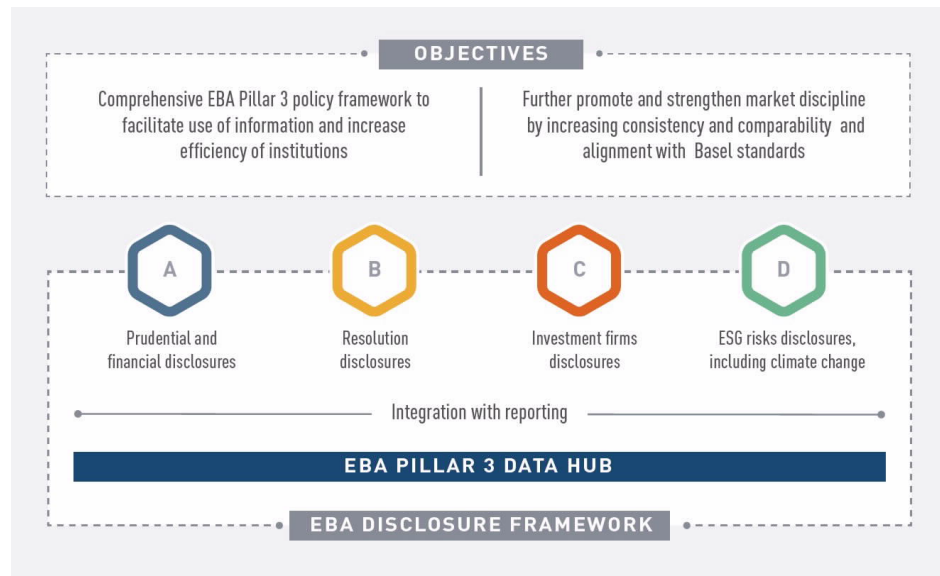 OBJECTIVES
Comprehensive EBA Pillar 3 policy framework to
facilitate use of information and increase
efficiency of institutions
Further promote and strengthen market discipline
by increasing consistency and comparability and
alignment with Basel standards
A
B
C
D
Prudential and
financial disclosures
Resolution
disclosures
Investment firms
disclosures
ESG risks disclosures,
including climate change
Integration with reporting
EBA PILLAR 3 DATA HUB
EBA DISCLOSURE FRAMEWORK